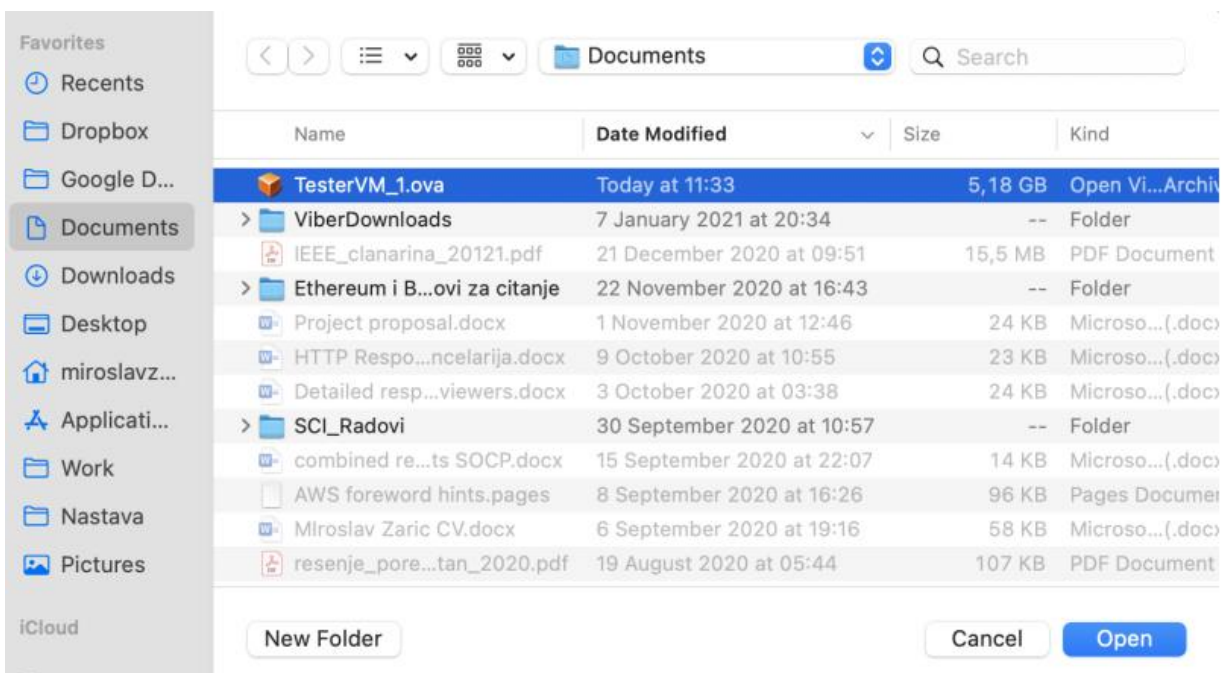 Favorites
Recents
Dropbox
Google D...
Documents
Downloads
Desktop
miroslavz...
Applicati...
Work
Nastava
Pictures
iCloud
Documents
Search
Name Date Modified Size Kind
TesterVM_1.ova Today at 11:33 5,18 GB Open Vi...Archiv
ViberDownloads 7 January 2021 at 20:34 -- Folder
IEEE_clanarina_20121.pdf 21 December 2020 at 09:51 15,5 MB PDF Document
Ethereum i B...ovi za citanje 22 November 2020 at 16:43 -- Folder
Project proposal.docx 1 November 2020 at 12:46 24 KB Microso...(.docx
HTTP Respo...ncelarija.docx 9 October 2020 at 10:55 23 KB Microso...(.docx
Detailed resp...viewers.docx 3 October 2020 at 03:38 24 KB Microso...(.docx
SCI_Radovi 30 September 2020 at 10:57 -- Folder
combined re...ts SOCP.docx 15 September 2020 at 22:07 14 KB Microso...(.docx
AWS foreword hints.pages 8 September 2020 at 16:26 96 KB Pages Documen
MIroslav Zaric CV.docx 6 September 2020 at 19:16 58 KB Microso...(.docx
resenje_pore...tan_2020.pdf 19 August 2020 at 05:44 107 KB PDF Document
New Folder Cancel Open